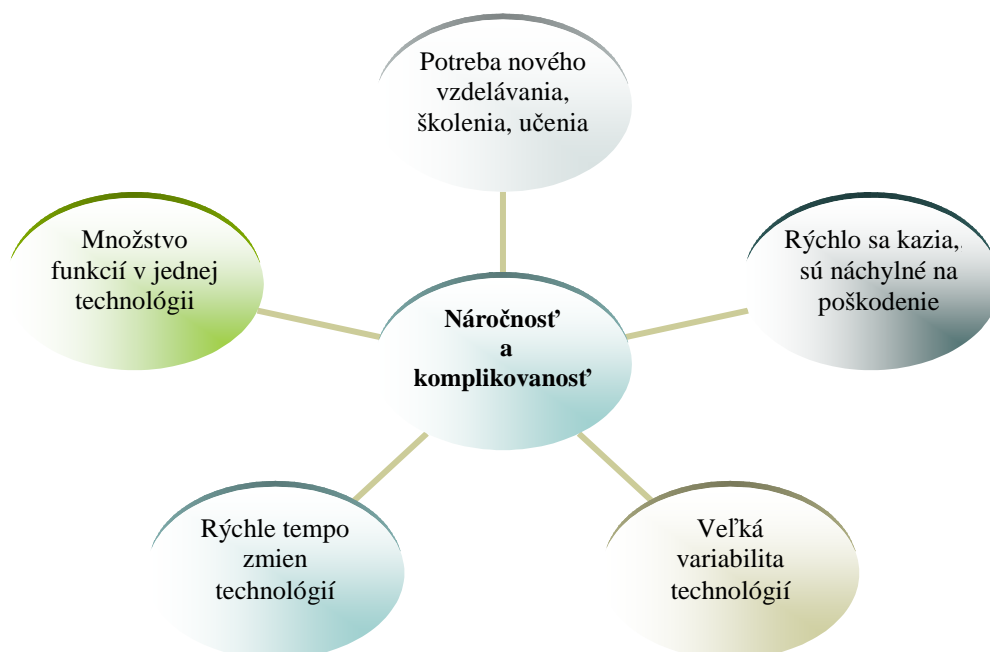 Potreba nového
vzdelávania,
školenia, učenia
Množstvo
funkcií v jednej
technológii
Rýchlo sa kazia,
sú náchylné na
poškodenie
Náročnosť
a
komplikovanosť
Rýchle tempo
zmien
technológií
Veľká
variabilita
technológií